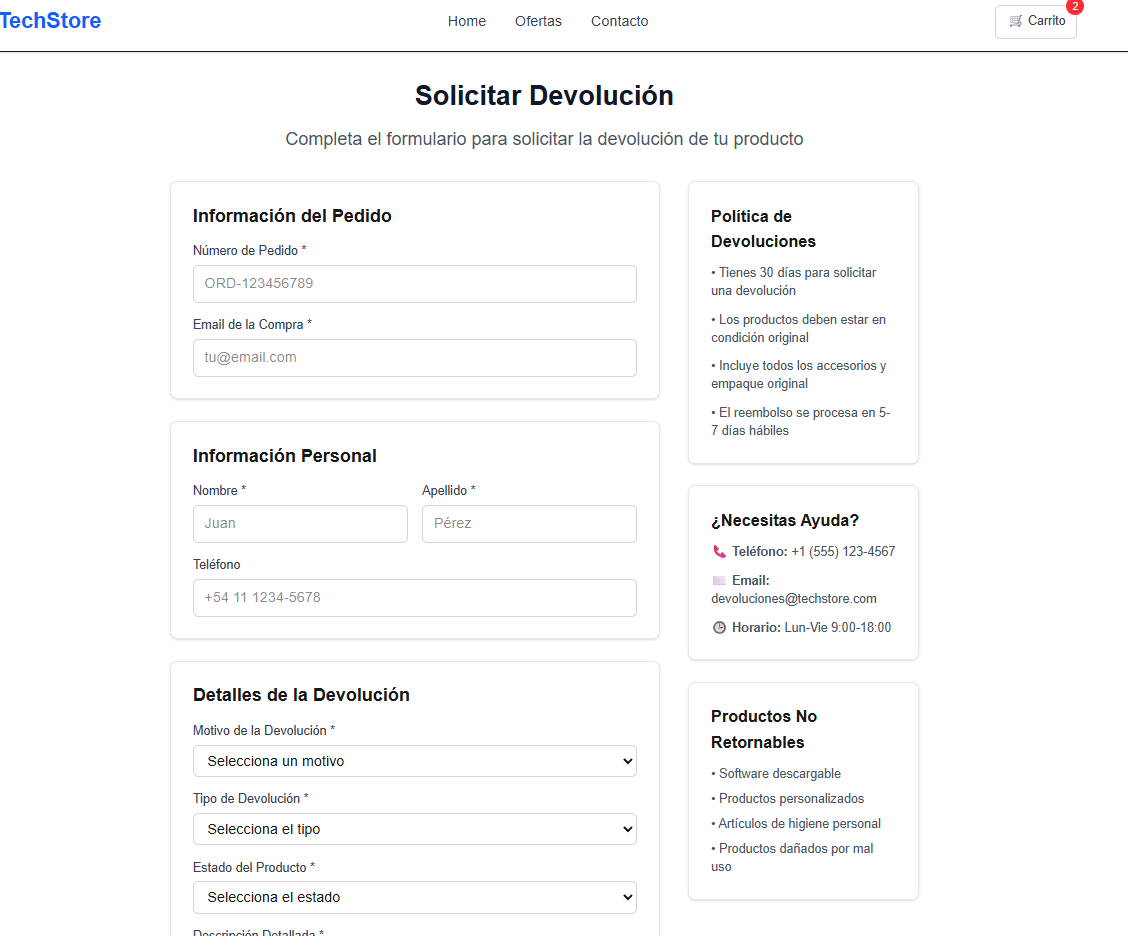 TechStore
Home
Ofertas
Contacto
Carrito
2
Solicitar Devolución
Completa el formulario para solicitar la devolución de tu producto
Información del Pedido
Número de Pedido *
ORD-123456789
Email de la Compra *
tu@email.com
Información Personal
Nombre *
Apellido *
Juan
Pérez
Teléfono
+54 11 1234-5678
Detalles de la Devolución
Motivo de la Devolución *
Selecciona un motivo
Tipo de Devolución *
Selecciona el tipo
Estado del Producto *
Selecciona el estado
Descripción Detallada *
Política de
Devoluciones
• Tienes 30 días para solicitar
una devolución
• Los productos deben estar en
condición original
• Incluye todos los accesorios y
empaque original
• El reembolso se procesa en 5-
7 días hábiles
¿Necesitas Ayuda?
Teléfono: +1 (555) 123-4567
Email:
devoluciones@techstore.com
Horario: Lun-Vie 9:00-18:00
Productos No
Retornables
• Software descargable
• Productos personalizados
• Artículos de higiene personal
• Productos dañados por mal
uso